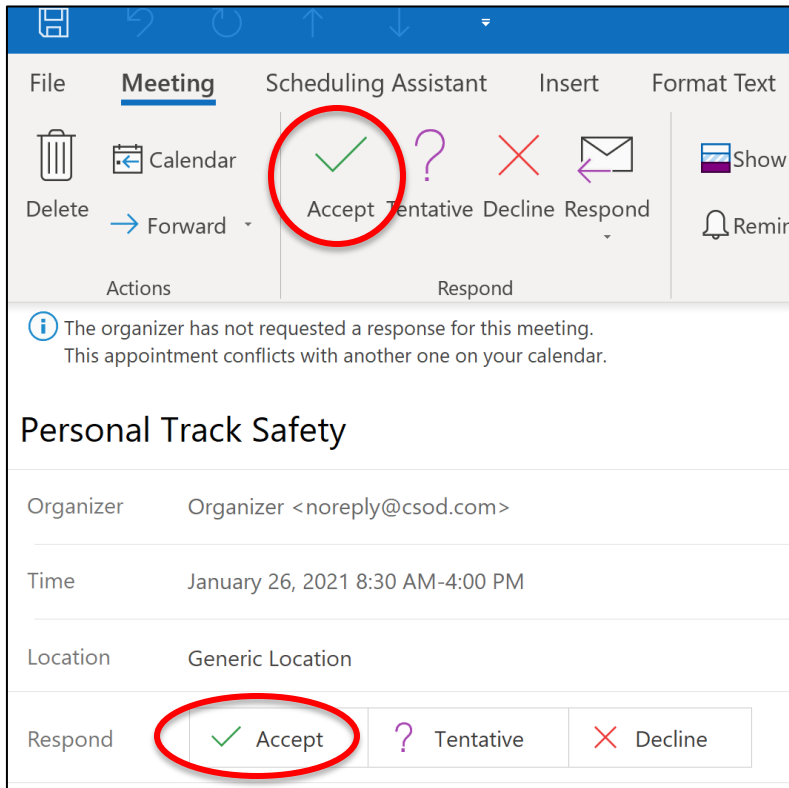 File Meeting Scheduling Assistant Insert Format Text
Calendar Show
Delete Accept Tentative Decline Respond
Forward Remin
Actions Respond
The organizer has not requested a response for this meeting.
This appointment conflicts with another one on your calendar.
Personal Track Safety
Organizer Organizer <noreply@csod.com>
Time January 26, 2021 8:30 AM-4:00 PM
Location Generic Location
Respond Accept Tentative Decline